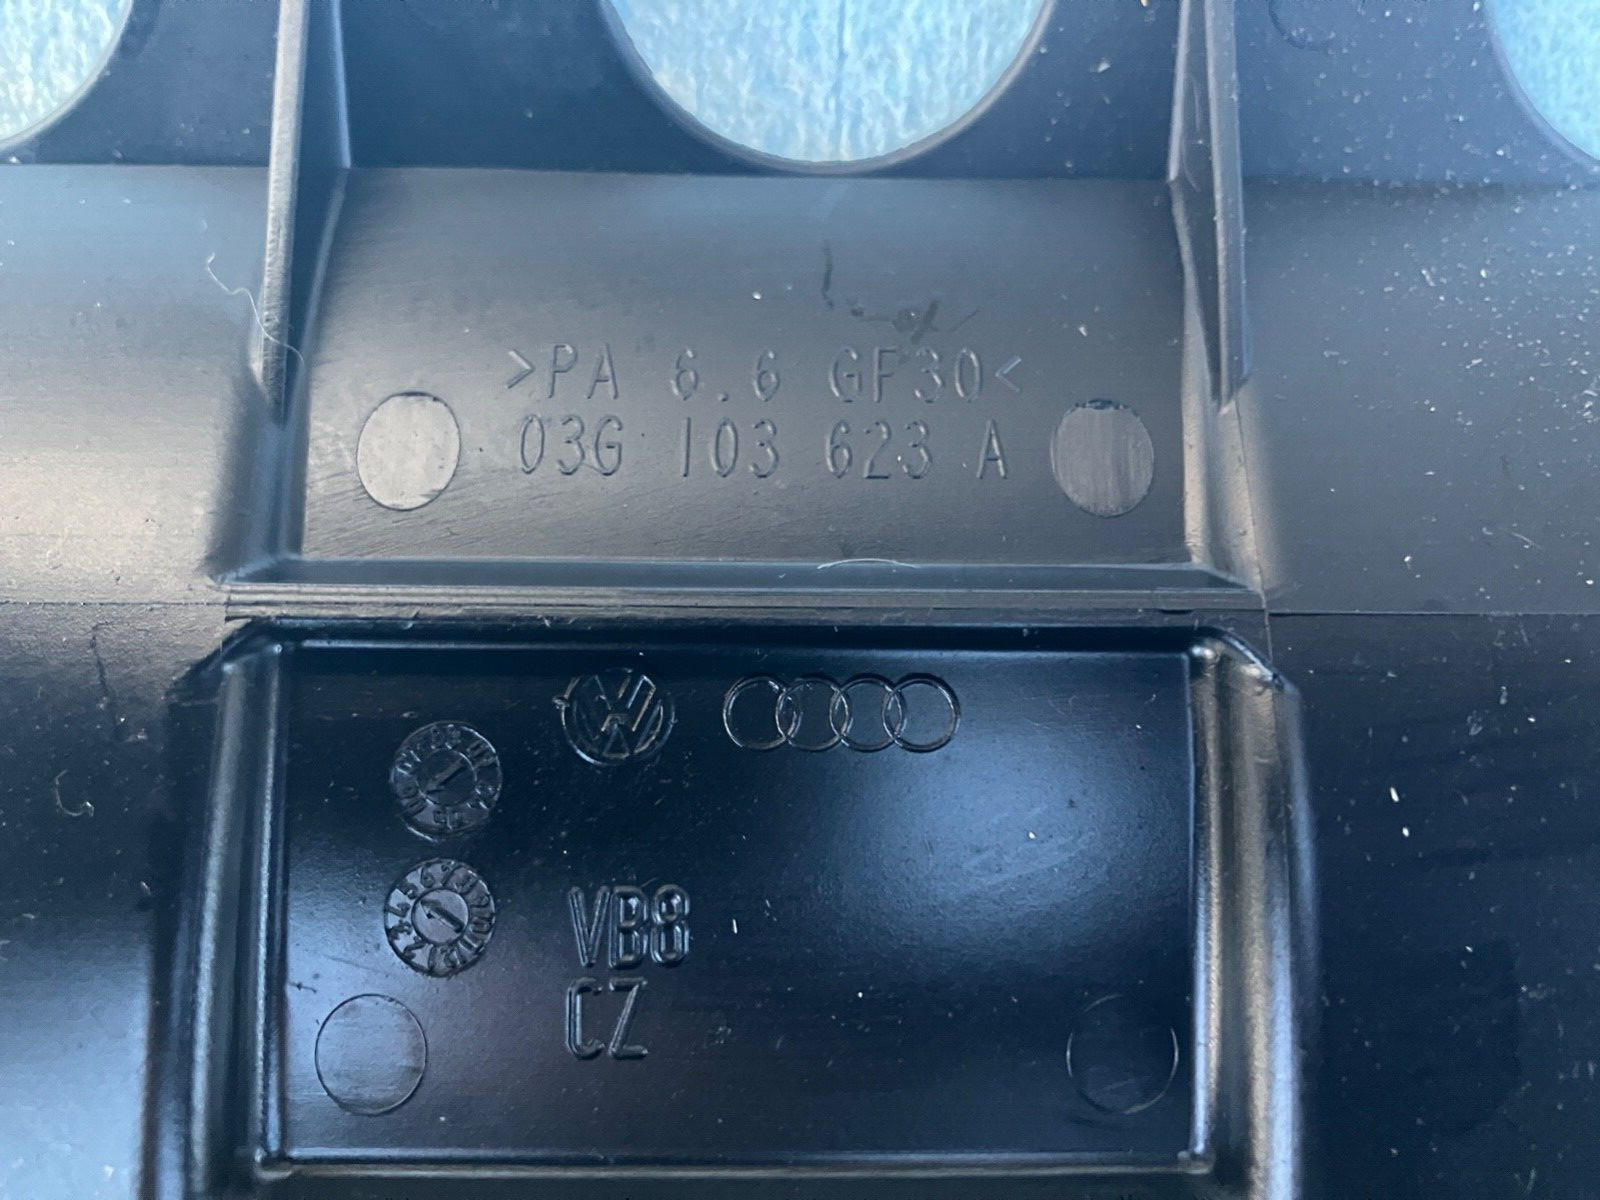 >PA 6.6 GF30<
03G 103 623 A
VB8
CZ